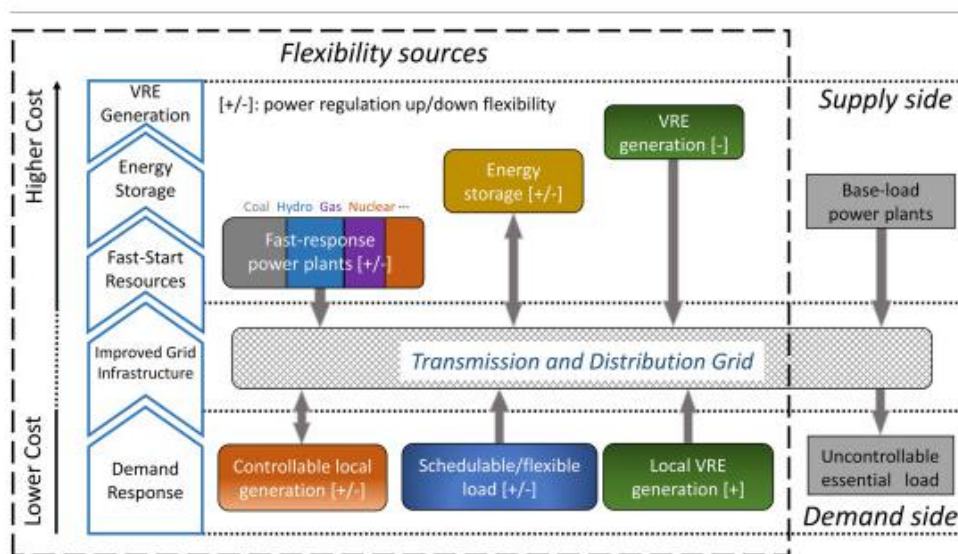 Flexibility sources
Higher Cost
Lower Cost
VRE
Generation
Energy
Storage
Fast-Start
Resources
Improved Grid
Infrastructure
Demand
Response
[+/-]: power regulation up/down flexibility
Coal Hydro Gas Nuclear ...
Fast-response
power plants [+/-]
Energy
storage [+/-]
VRE
generation [-]
Supply side
Base-load
power plants
Transmission and Distribution Grid
Controllable local
generation [+/-]
Schedulable/flexible
load [+/-]
Local VRE
generation [+]
Uncontrollable
essential load
Demand side